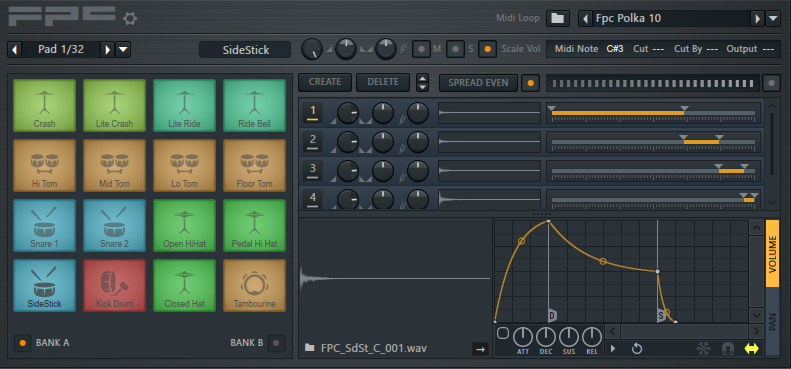 FPC
Midi Loop Fpc Polka 10
Pad 1/32 SideStick M S Scale Vol Midi Note C#3 Cut --- Cut By --- Output ---
CREATE DELETE SPREAD EVEN
Crash Lite Crash Lite Ride Ride Bell
1
2
Hi Tom Mid Tom Lo Tom Floor Tom
3
4
Snare 1 Snare 2 Open HiHat Pedal Hi Hat
VOLUME
SideStick Kick Drum Closed Hat Tambourine
D S
PAN
BANK A BANK B
FPC_SdSt_C_001.wav
ATT DEC SUS REL